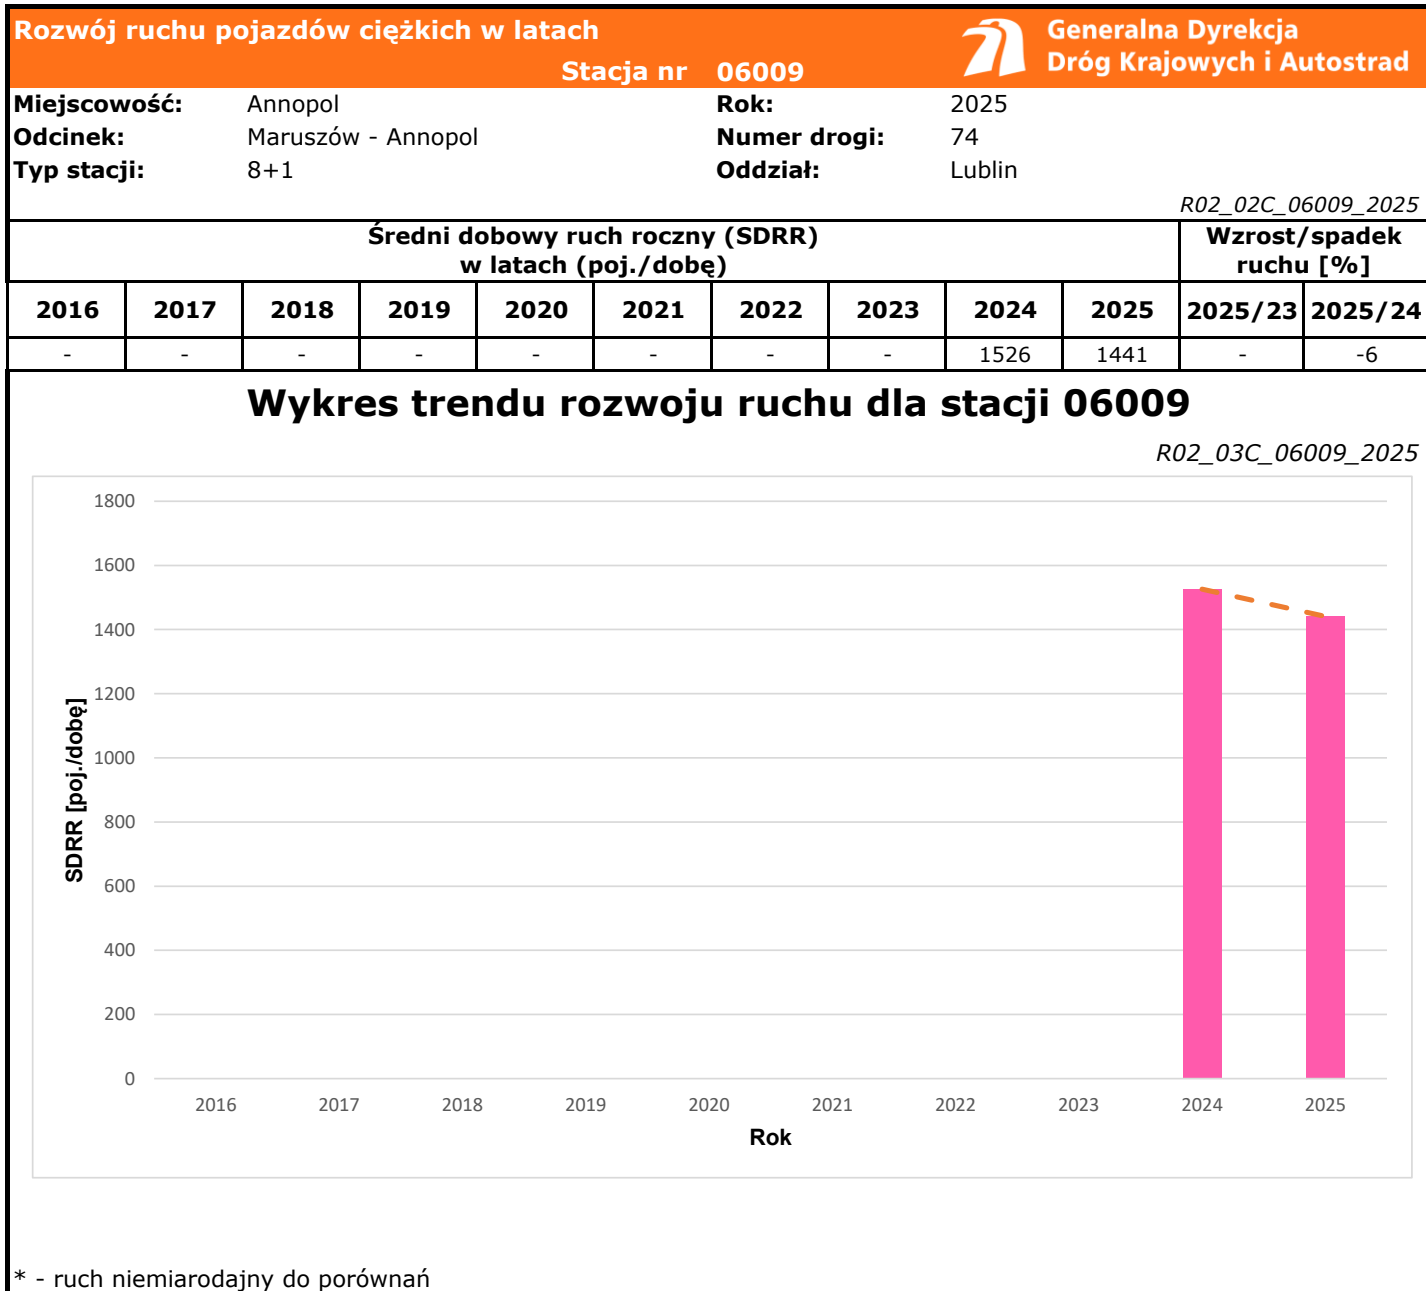 Rozwój ruchu pojazdów ciężkich w latach
Stacja nr 06009
Generalna Dyrekcja
Dróg Krajowych i Autostrad
Miejscowość: Annopol Rok: 2025
Odcinek: Maruszów - Annopol Numer drogi: 74
Typ stacji: 8+1 Oddział: Lublin
R02_02C_06009_2025
Średni dobowy ruch roczny (SDRR)
w latach (poj./dobę)
Wzrost/spadek
ruchu [%]
2016 2017 2018 2019 2020 2021 2022 2023 2024 2025 2025/23 2025/24
- - - - - - - - 1526 1441 - -6
Wykres trendu rozwoju ruchu dla stacji 06009
R02_03C_06009_2025
1800
1600
1400
1200
1000
800
600
400
200
0
SDRR [poj./dobę]
2016 2017 2018 2019 2020 2021 2022 2023 2024 2025
Rok
* - ruch niemiarodajny do porównań